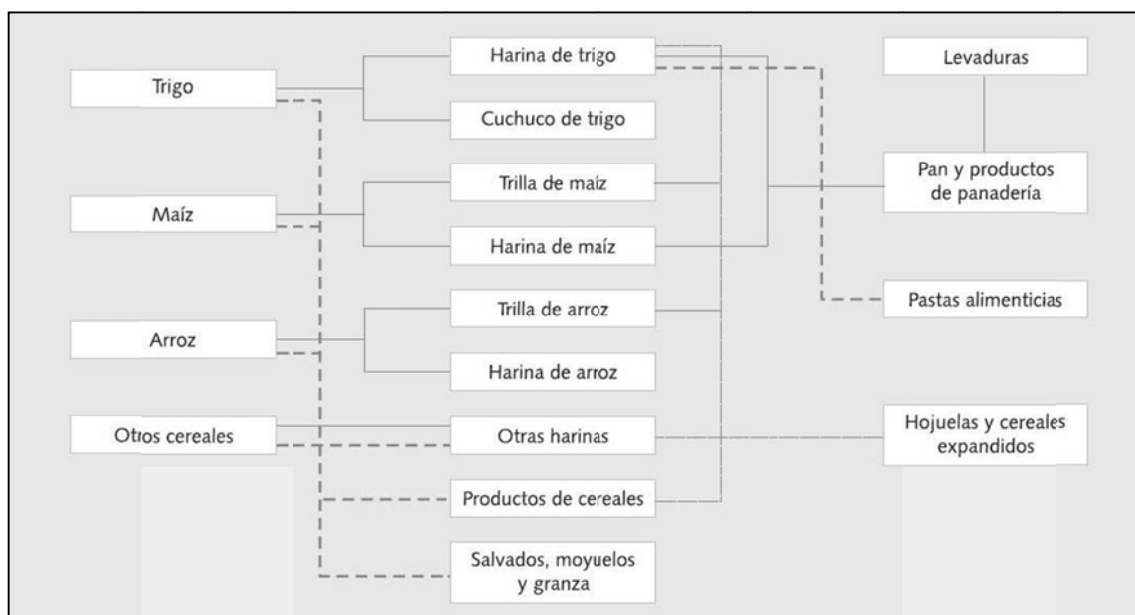 Trigo
Maíz
Arroz
Otros cereales
Harina de trigo
Cuchuco de trigo
Trilla de maíz
Harina de maíz
Trilla de arroz
Harina de arroz
Otras harinas
Productos de cereales
Salvados, moyuelos
y granza
Levaduras
Pan y productos
de panadería
Pastas alimenticias
Hojuelas y cereales
expandidos